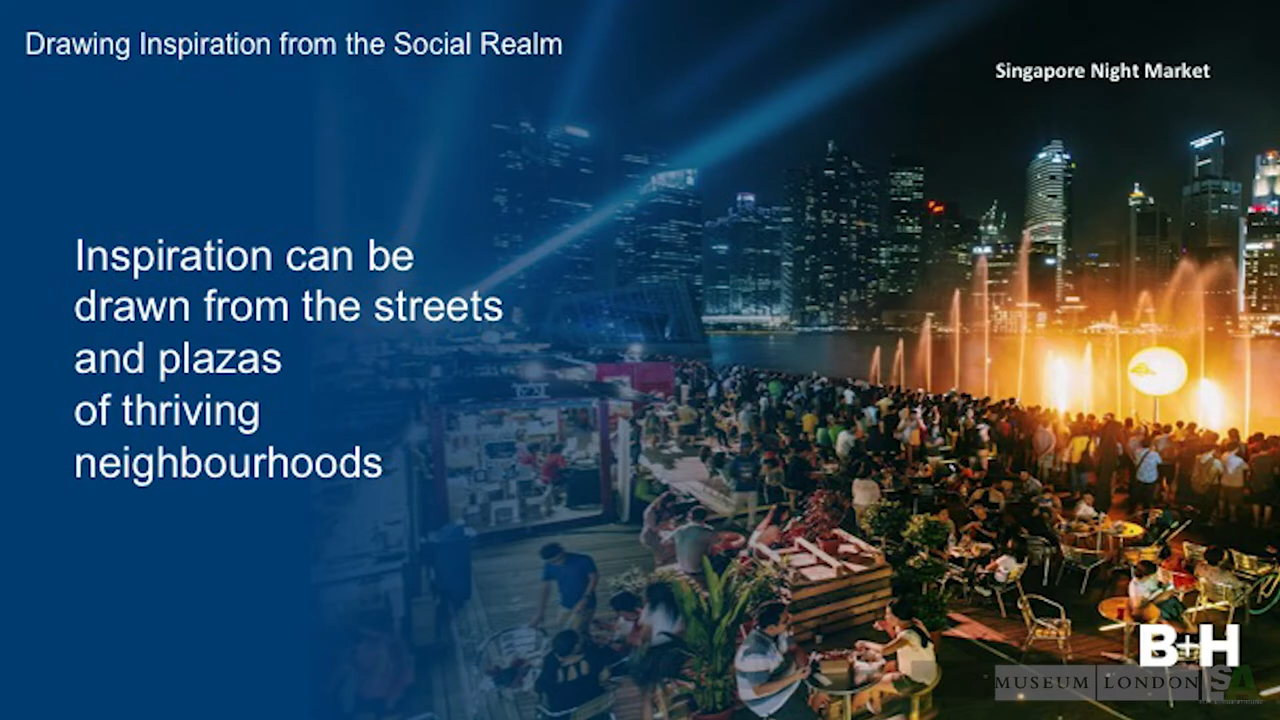 Drawing Inspiration from the Social Realm
Singapore Night Market
Inspiration can be
drawn from the streets
and plazas
of thriving
neighbourhoods
B+H
MUSEUM LONDON SA